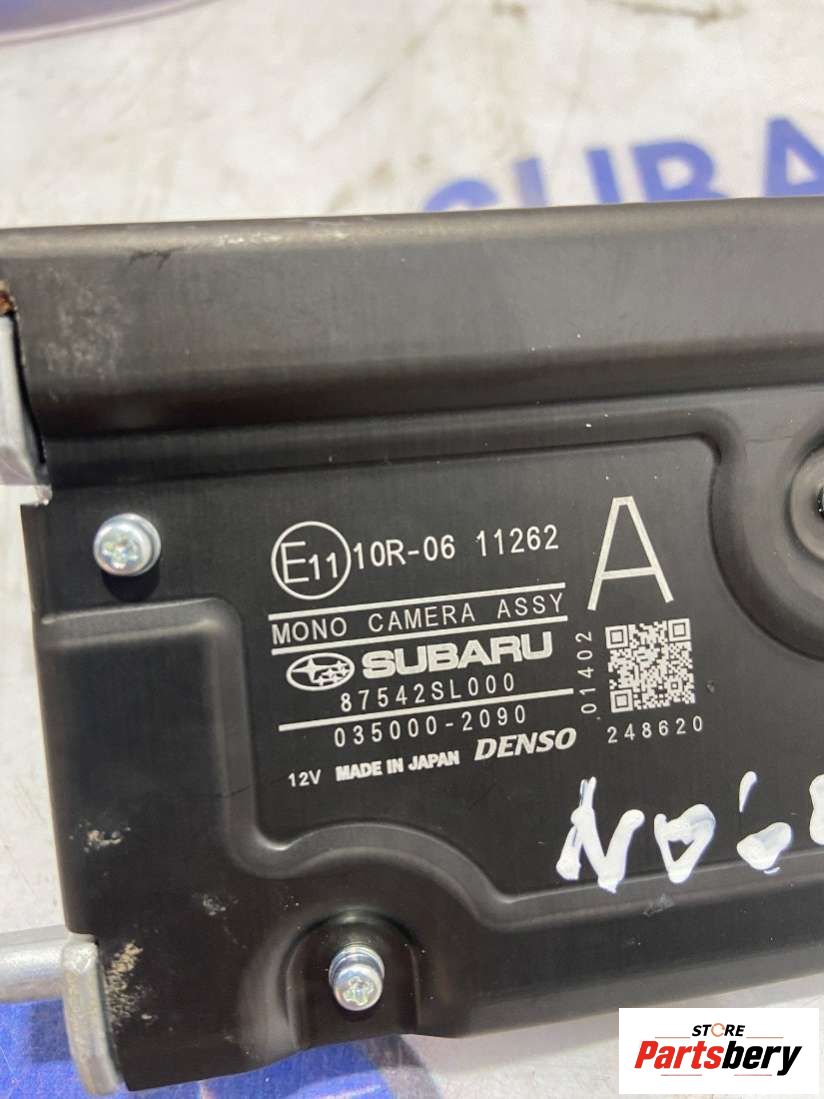 SUBA
E11 10R-06 11262
A
MONO CAMERA ASSY
SUBARU
87542SL000
035000-2090
12V MADE IN JAPAN DENSO
01402
248620
STORE
Partsbery